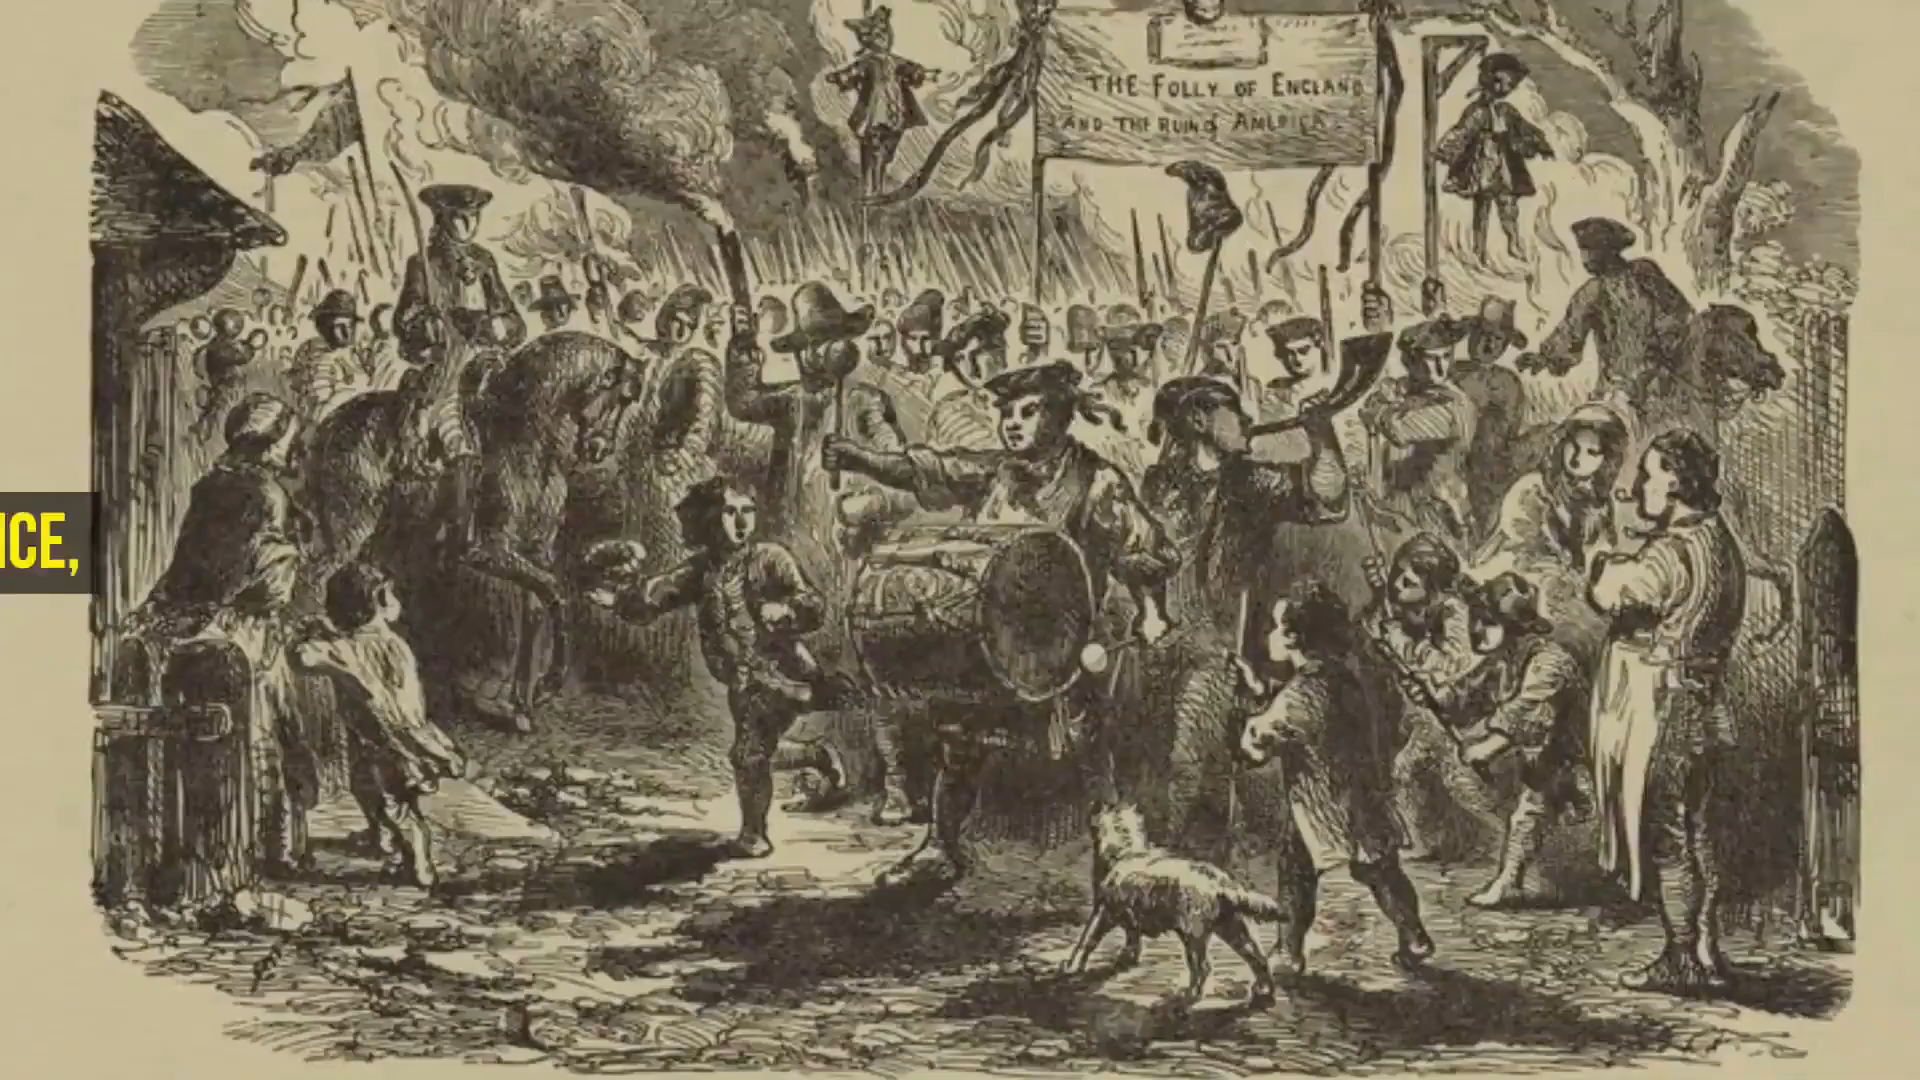 THE FOLLY OF ENGLAND
AND THE RUIN OF AMERICA
ICE,